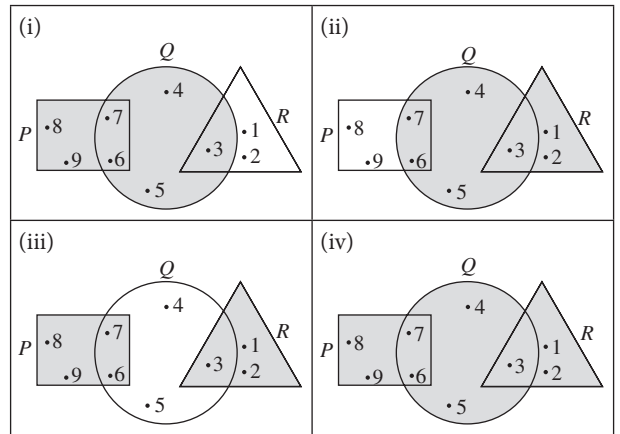 (i)
Q
•4
•7
P
•8
R
•1
•3
•2
•9
•6
•5
(ii)
Q
•4
•7
P
•8
R
•1
•3
•2
•9
•6
•5
(iii)
Q
•4
•7
P
•8
R
•1
•3
•2
•9
•6
•5
(iv)
Q
•4
•7
P
•8
R
•1
•3
•2
•9
•6
•5